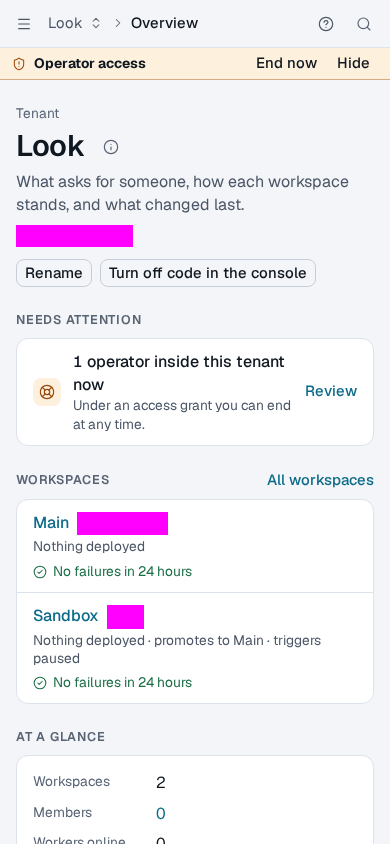 Look
Overview
Operator access
End now
Hide
Tenant
Look
What asks for someone, how each workspace
stands, and what changed last.
Rename
Turn off code in the console
NEEDS ATTENTION
1 operator inside this tenant
now
Under an access grant you can end
at any time.
Review
WORKSPACES
All workspaces
Main
Nothing deployed
No failures in 24 hours
Sandbox
Nothing deployed · promotes to Main · triggers
paused
No failures in 24 hours
AT A GLANCE
Workspaces 2
Members 0
Workers online 0